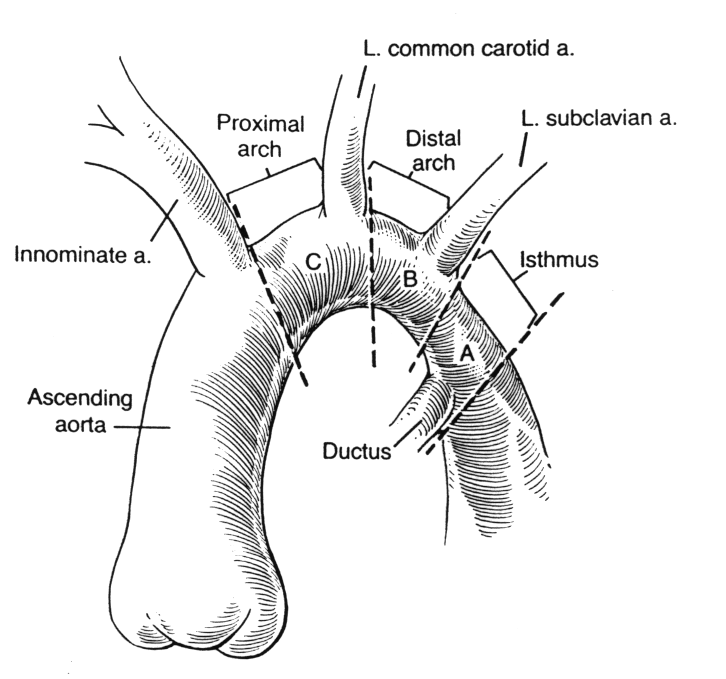 L. common carotid a.
Proximal
arch
Distal
arch
L. subclavian a.
Innominate a.
C
B
Isthmus
A
Ascending
aorta
Ductus